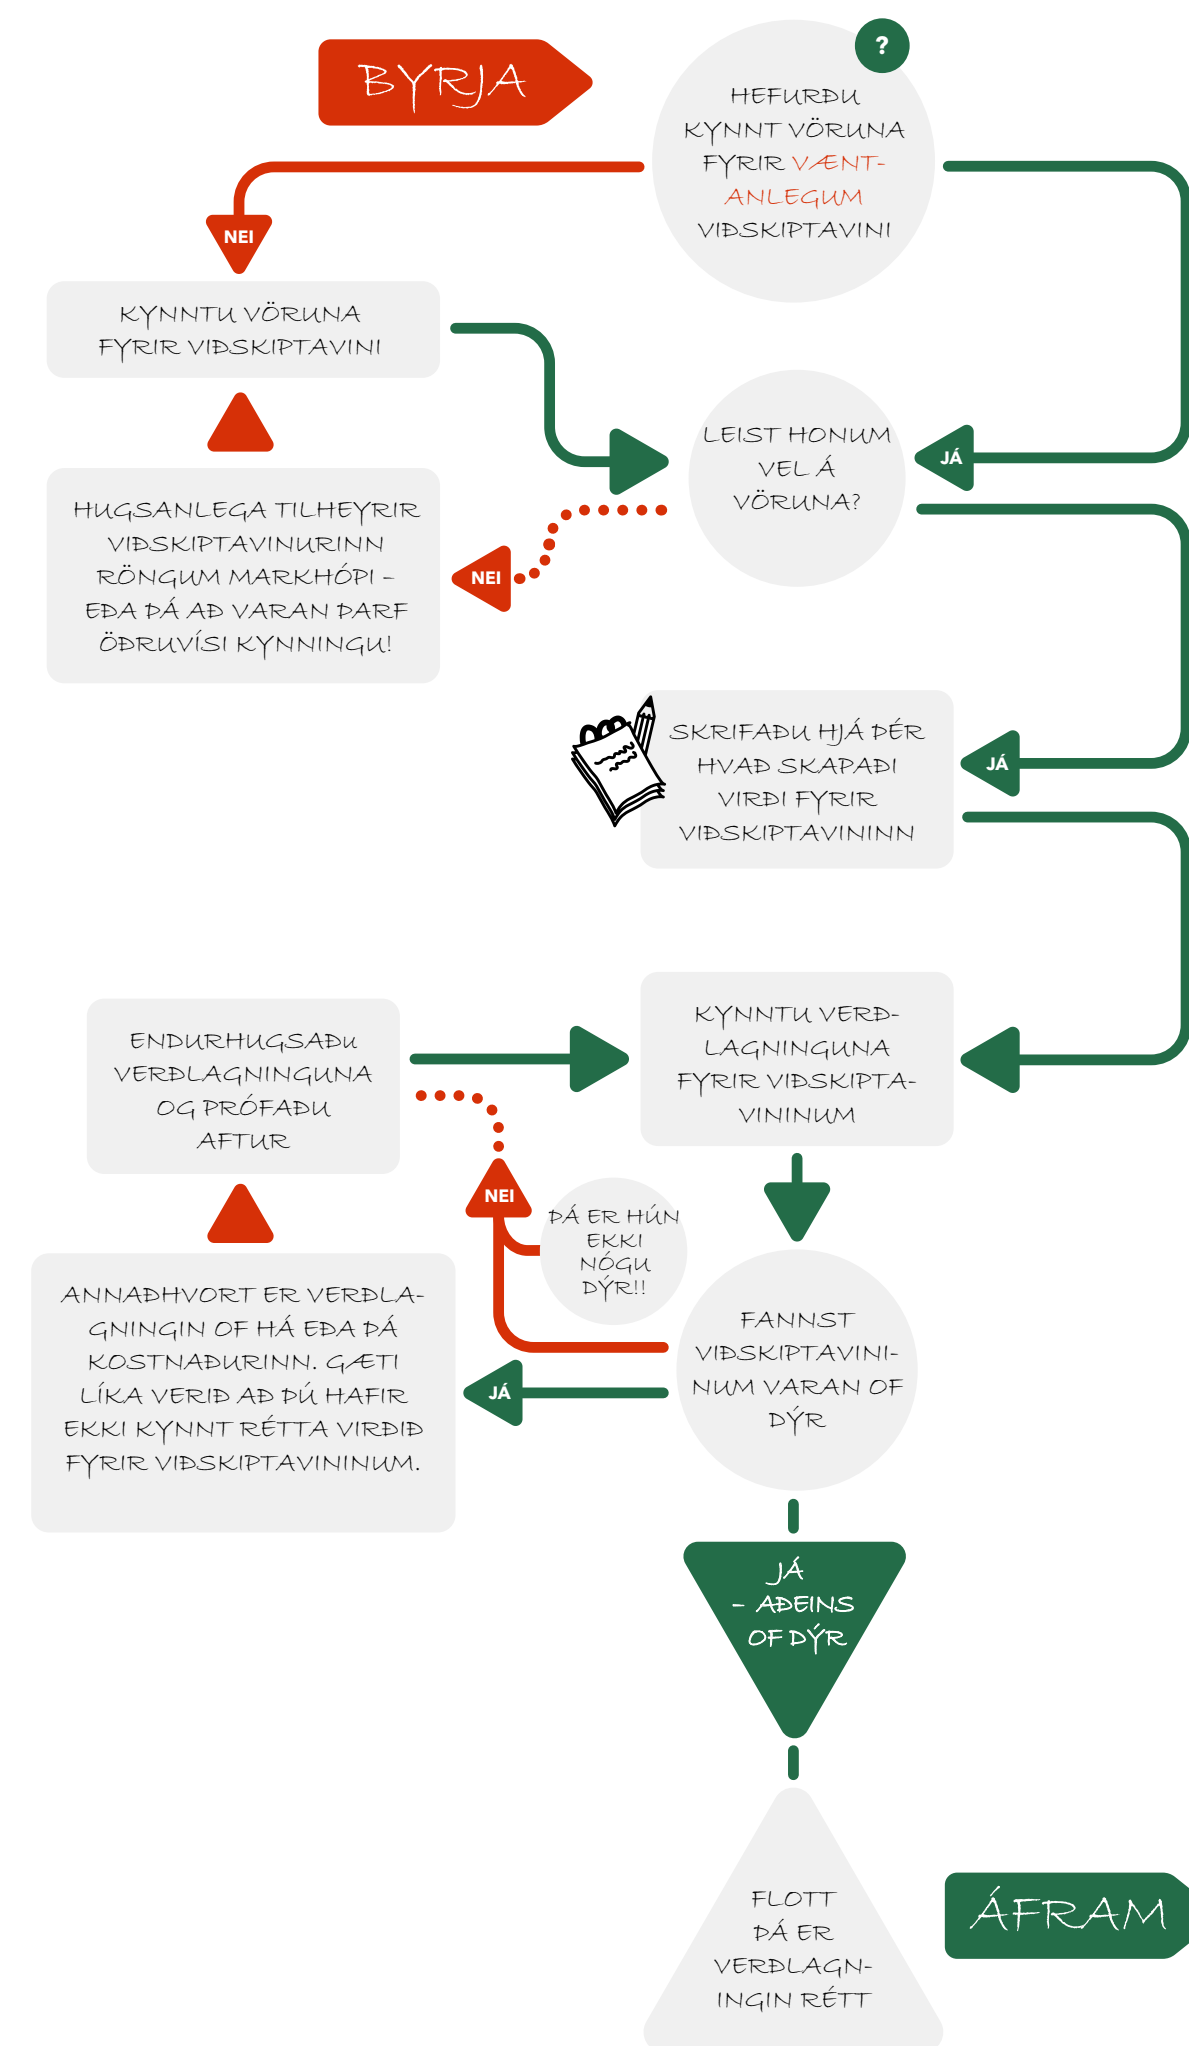 BYRJA
?
HEFURÐU
KYNNT VÖRUNA
FYRIR VÆNT-
ANLEGUM
VIÐSKIPTAVINI
NEI
KYNNTU VÖRUNA
FYRIR VIÐSKIPTAVINI
LEIST HONUM
VEL Á
VÖRUNA?
JÁ
HUGSANLEGA TILHEYRIR
VIÐSKIPTAVINURINN
RÖNGUM MARKHÓPI –
EÐA ÞÁ AÐ VARAN ÞARF
ÖÐRUVÍSI KYNNINGU!
NEI
SKRIFAÐU HJÁ ÞÉR
HVAÐ SKAPAÐI
VIRÐI FYRIR
VIÐSKIPTAVININN
JÁ
KYNNTU VERÐ-
LAGNINGUNA
FYRIR VIÐSKIPTA-
VININUM
ENDURHUGSAÐU
VERÐLAGNINGUNA
OG PRÓFAÐU
AFTUR
NEI
ÞÁ ER HÚN
EKKI
NÓGU
DÝR!!
ANNAÐHVORT ER VERÐLA-
GNINGIN OF HÁ EÐA ÞÁ
KOSTNAÐURINN. GÆTI
LÍKA VERIÐ AÐ ÞÚ HAFIR
EKKI KYNNT RÉTTA VIRÐIÐ
FYRIR VIÐSKIPTAVININUM.
JÁ
FANNST
VIÐSKIPTAVINI-
NUM VARAN OF
DÝR
JÁ
– AÐEINS
OF DÝR
FLOTT
ÞÁ ER
VERÐLAGN-
INGIN RÉTT
ÁFRAM